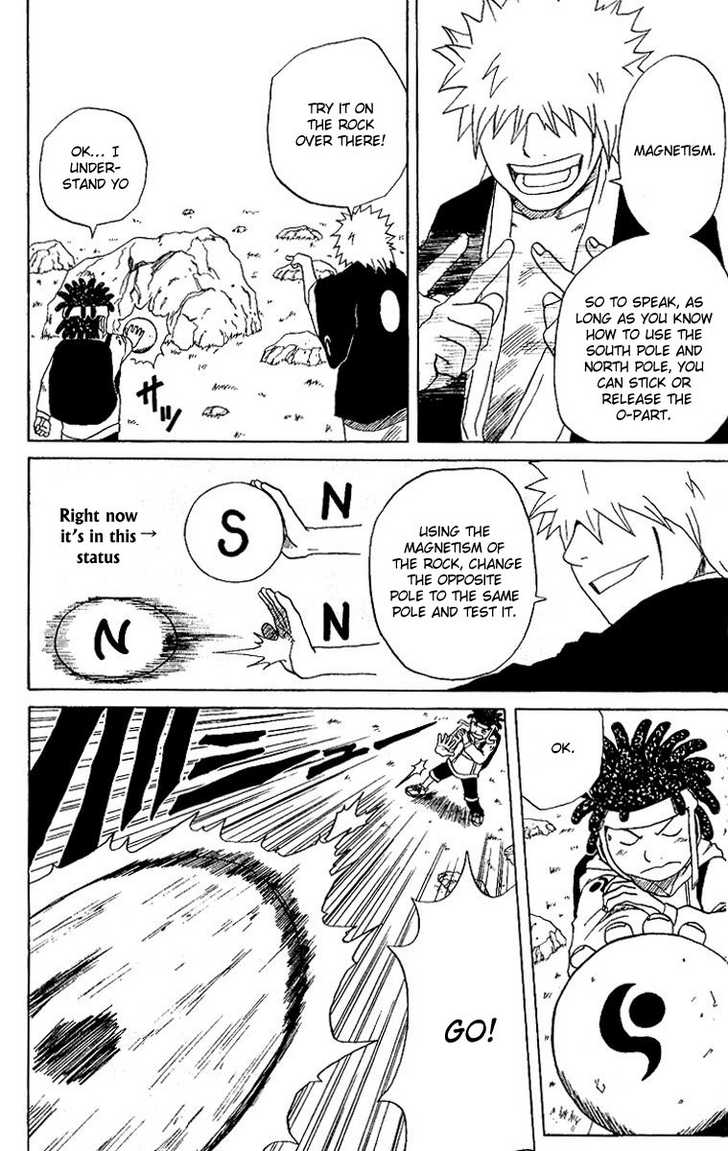 MAGNETISM.
SO TO SPEAK, AS
LONG AS YOU KNOW
HOW TO USE THE
SOUTH POLE AND
NORTH POLE, YOU
CAN STICK OR
RELEASE THE
O-PART.
TRY IT ON
THE ROCK
OVER THERE!
OK... I
UNDER-
STAND YO
ガッ
USING THE
MAGNETISM OF
THE ROCK, CHANGE
THE OPPOSITE
POLE TO THE SAME
POLE AND TEST IT.
Right now
it's in this →
status
S N
N N
OK.
GO!